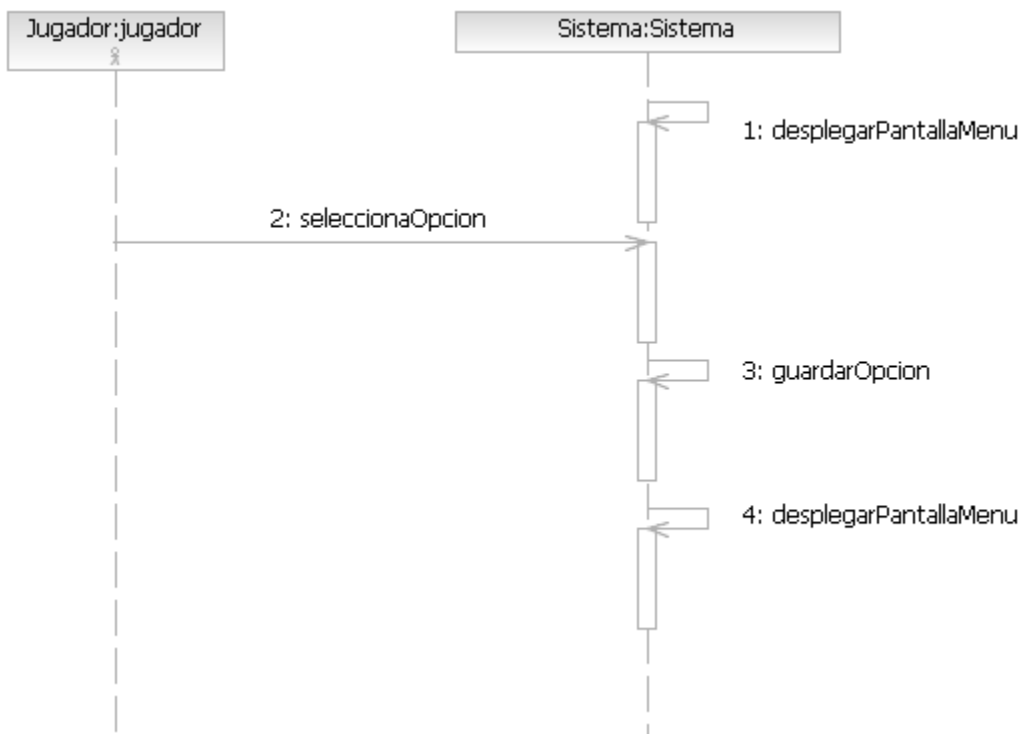 Jugador:jugador
Sistema:Sistema
1: desplegarPantallaMenu
2: seleccionaOpcion
3: guardarOpcion
4: desplegarPantallaMenu